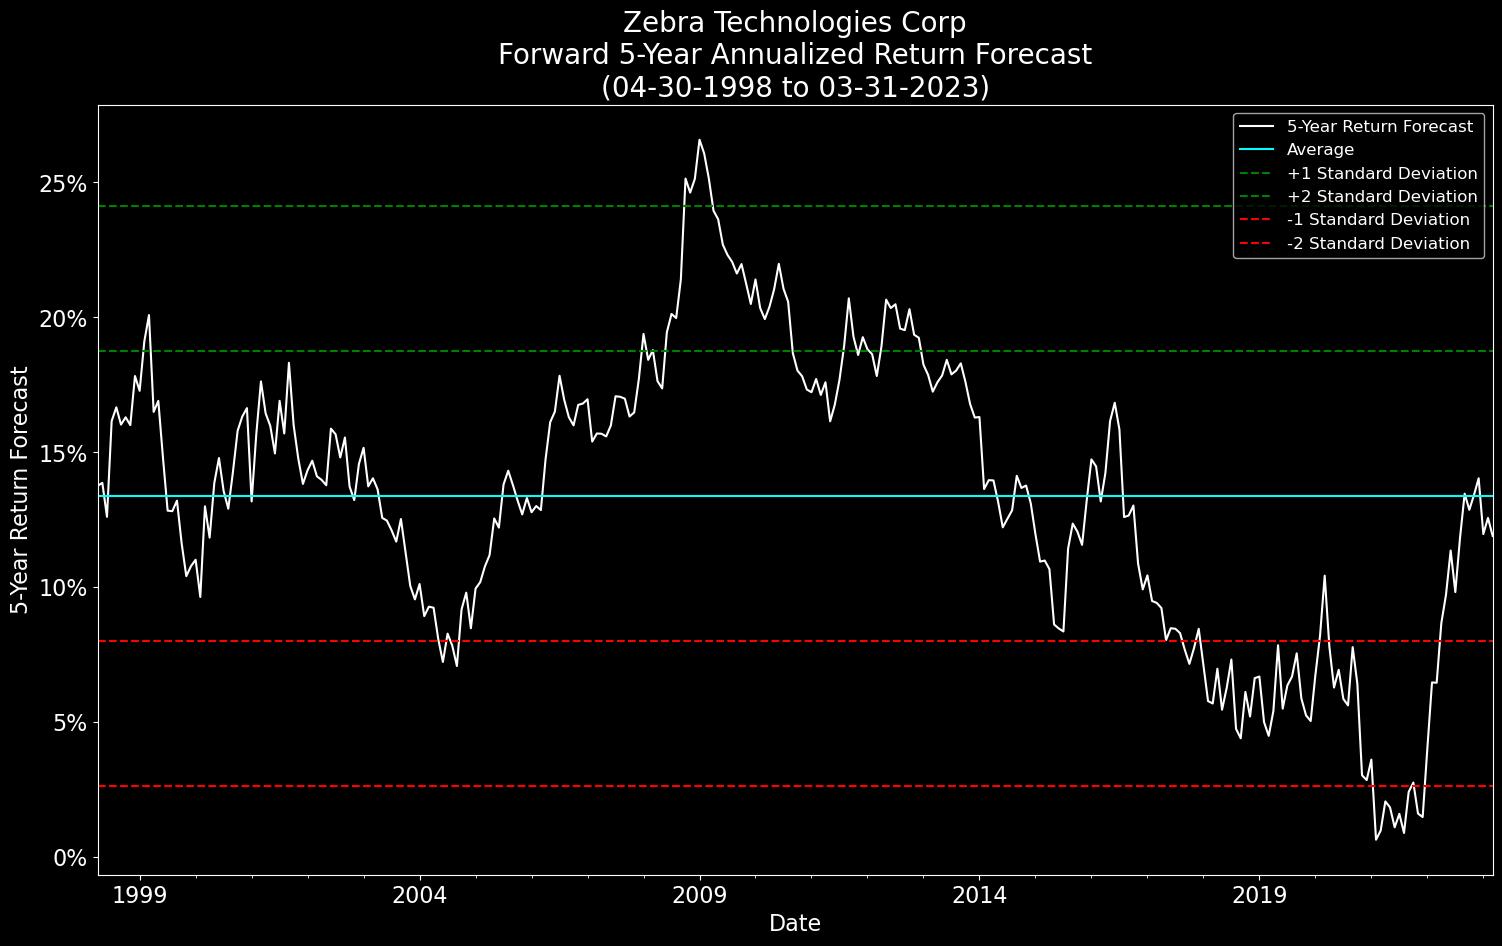 Zebra Technologies Corp
Forward 5-Year Annualized Return Forecast
(04-30-1998 to 03-31-2023)
5-Year Return Forecast
Average
+1 Standard Deviation
+2 Standard Deviation
-1 Standard Deviation
-2 Standard Deviation
25%
20%
15%
10%
5%
0%
5-Year Return Forecast
1999
2004
2009
2014
2019
Date